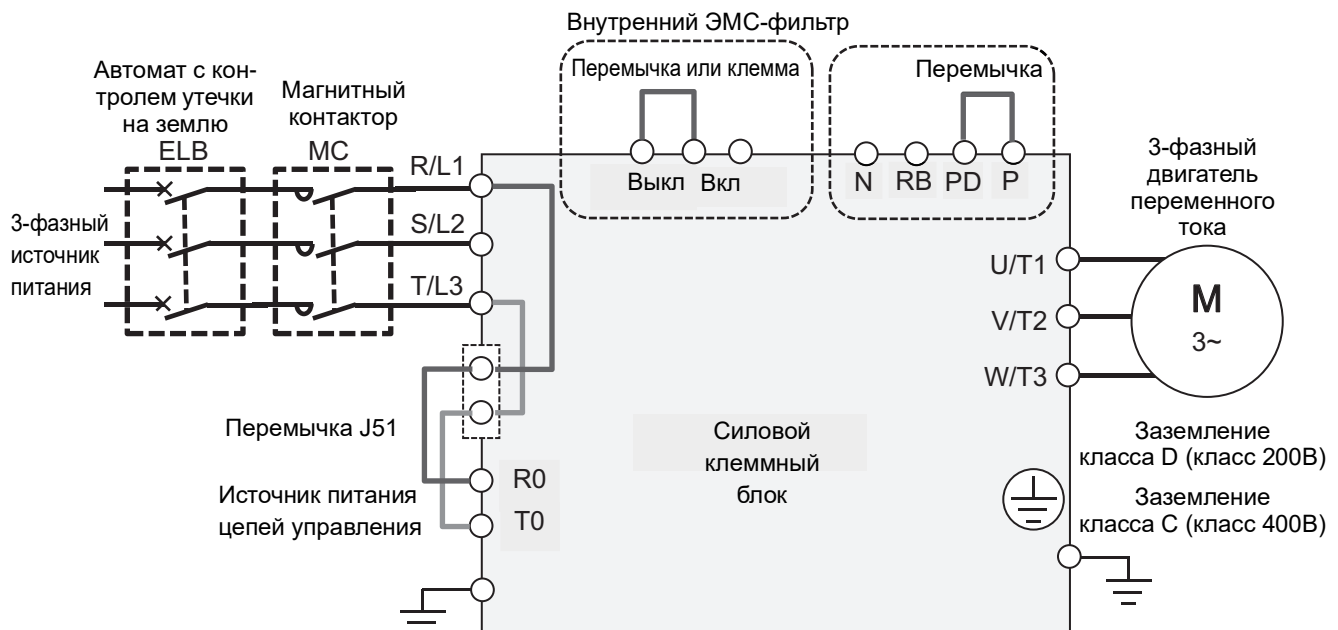 Внутренний ЭМС-фильтр
Перемычка или клемма
Выкл Вкл
Перемычка
N RB PD P
Автомат с кон-
тролем утечки
на землю
ELB
Магнитный
контактор
MC
3-фазный
источник
питания
R/L1
S/L2
T/L3
Перемычка J51
Источник питания
цепей управления
R0
T0
Силовой
клеммный
блок
3-фазный
двигатель
переменного
тока
U/T1
V/T2
W/T3
M
3~
Заземление
класса D (класс 200В)
Заземление
класса C (класс 400В)